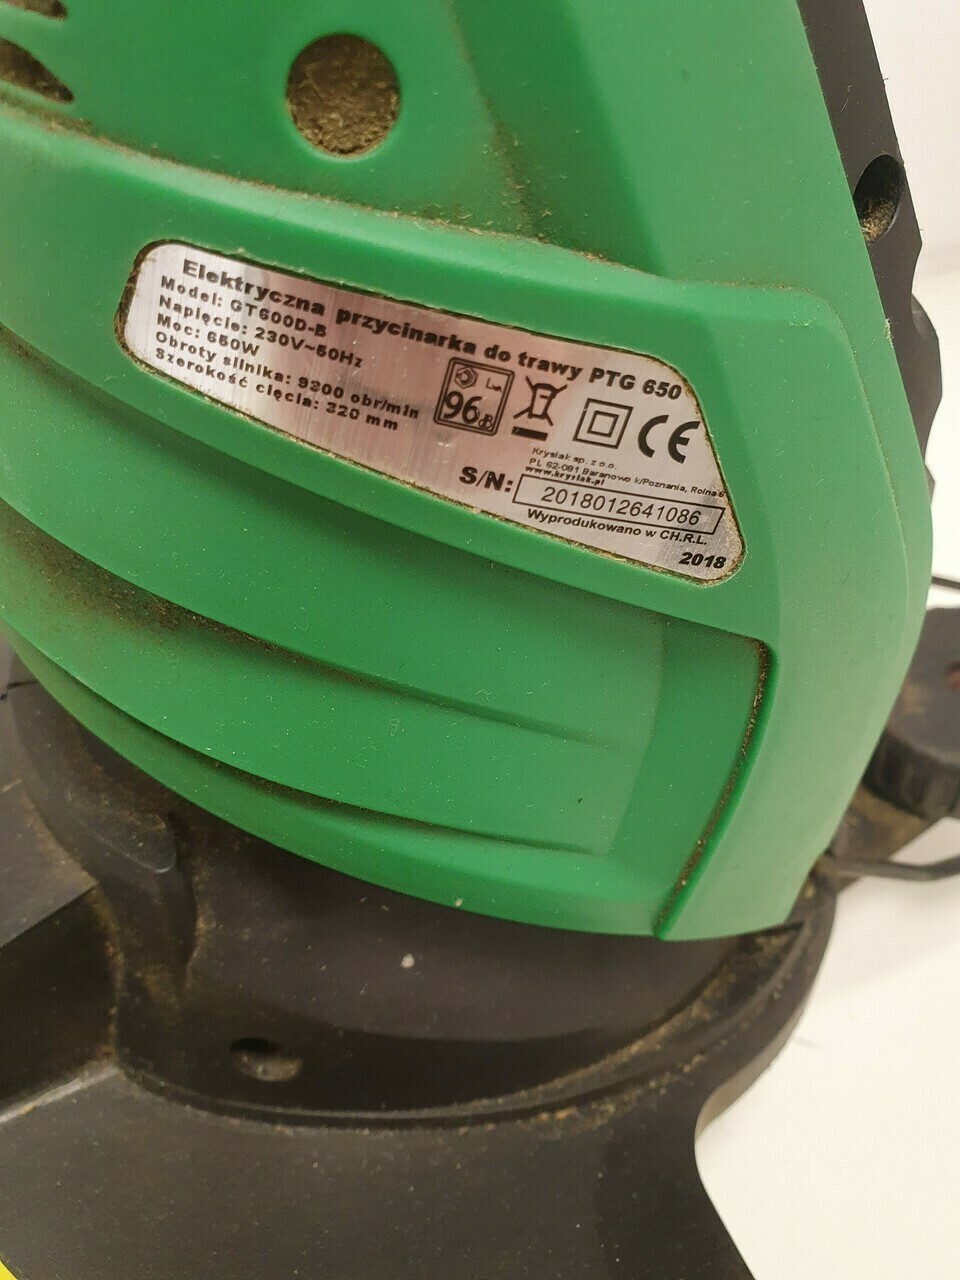 Elektryczna przycinarka do trawy PTG 650
Model: GT600D-B
Napięcie: 230V~50Hz
Moc: 650W
Obroty silnika: 9300 obr/min
Szerokość cięcia: 320 mm
96dB
CE
Krysiak sp. z o.o.
PL 62-081 Baranowo k/Poznania, Rolna 6
www.krysiak.pl
S/N: 2018012641086
Wyprodukowano w CH.R.L.
2018